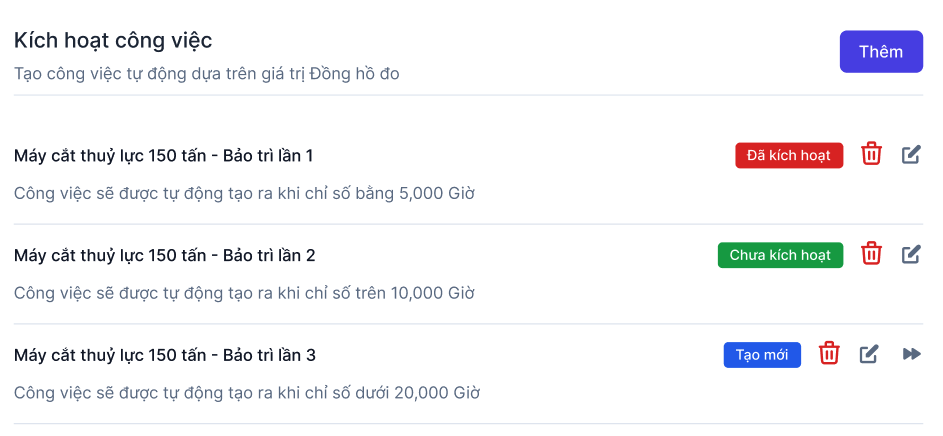 Kích hoạt công việc
Thêm
Tạo công việc tự động dựa trên giá trị Đồng hồ đo
Máy cắt thuỷ lực 150 tấn - Bảo trì lần 1
Đã kích hoạt
Công việc sẽ được tự động tạo ra khi chỉ số bằng 5,000 Giờ
Máy cắt thuỷ lực 150 tấn - Bảo trì lần 2
Chưa kích hoạt
Công việc sẽ được tự động tạo ra khi chỉ số trên 10,000 Giờ
Máy cắt thuỷ lực 150 tấn - Bảo trì lần 3
Tạo mới
Công việc sẽ được tự động tạo ra khi chỉ số dưới 20,000 Giờ